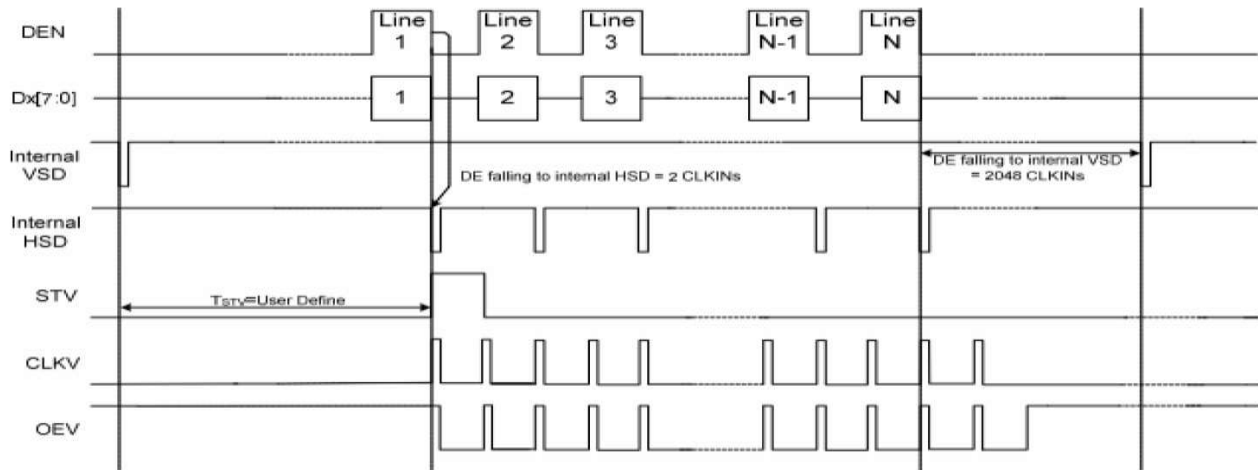 DEN
Line 1
Line 2
Line 3
Line N-1
Line N
Dx[7:0]
1
2
3
N-1
N
Internal VSD
DE falling to internal HSD = 2 CLKINs
DE falling to internal VSD = 2048 CLKINs
Internal HSD
STV
TSTV=User Define
CLKV
OEV